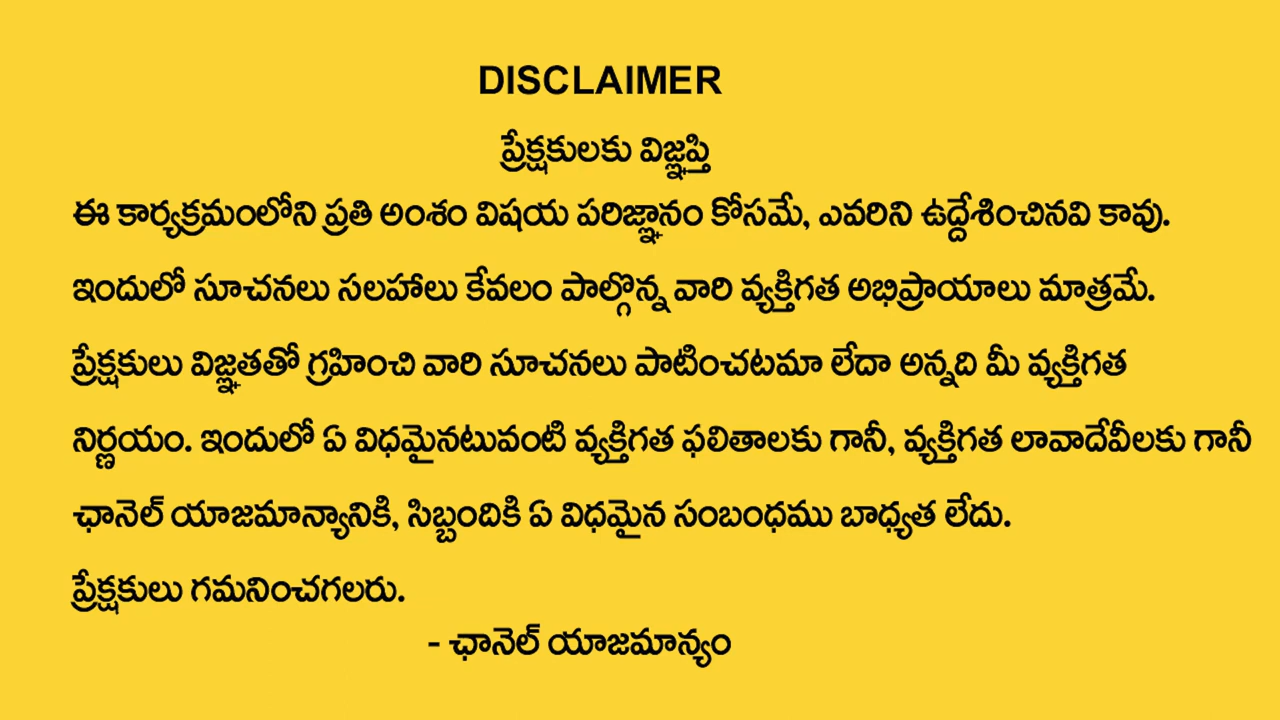 DISCLAIMER
ప్రేక్షకులకు విజ్ఞప్తి
ఈ కార్యక్రమంలోని ప్రతి అంశం విషయ పరిజ్ఞానం కోసమే, ఎవరిని ఉద్దేశించినవి కావు.
ఇందులో సూచనలు సలహాలు కేవలం పాల్గొన్న వారి వ్యక్తిగత అభిప్రాయాలు మాత్రమే.
ప్రేక్షకులు విజ్ఞతతో గ్రహించి వారి సూచనలు పాటించటమా లేదా అన్నది మీ వ్యక్తిగత
నిర్ణయం. ఇందులో ఏ విధమైనటువంటి వ్యక్తిగత ఫలితాలకు గానీ, వ్యక్తిగత లావాదేవీలకు గానీ
ఛానెల్ యాజమాన్యానికి, సిబ్బందికి ఏ విధమైన సంబంధము బాధ్యత లేదు.
ప్రేక్షకులు గమనించగలరు.
- ఛానెల్ యాజమాన్యం